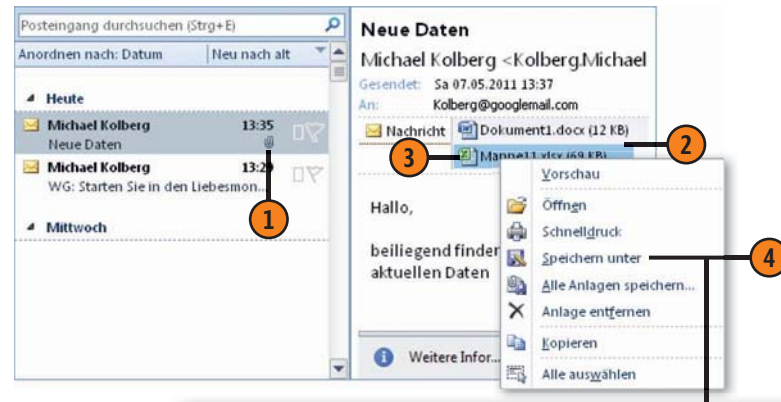 Posteingang durchsuchen (Strg+E)
Anordnen nach: Datum Neu nach alt
Heute
Michael Kolberg 13:35
Neue Daten
Michael Kolberg 13:29
WG: Starten Sie in den Liebesmon...
Mittwoch
1
Neue Daten
Michael Kolberg <Kolberg.Michael
Gesendet: Sa 07.05.2011 13:37
An: Kolberg@googlemail.com
Nachricht Dokument1.docx (12 KB)
2
3
Mappe11.xlsx (69 KB)
Hallo,
beiliegend finden
aktuellen Daten
Weitere Infor...
Vorschau
Öffnen
Schnelldruck
Speichern unter
4
Alle Anlagen speichern...
Anlage entfernen
Kopieren
Alle auswählen